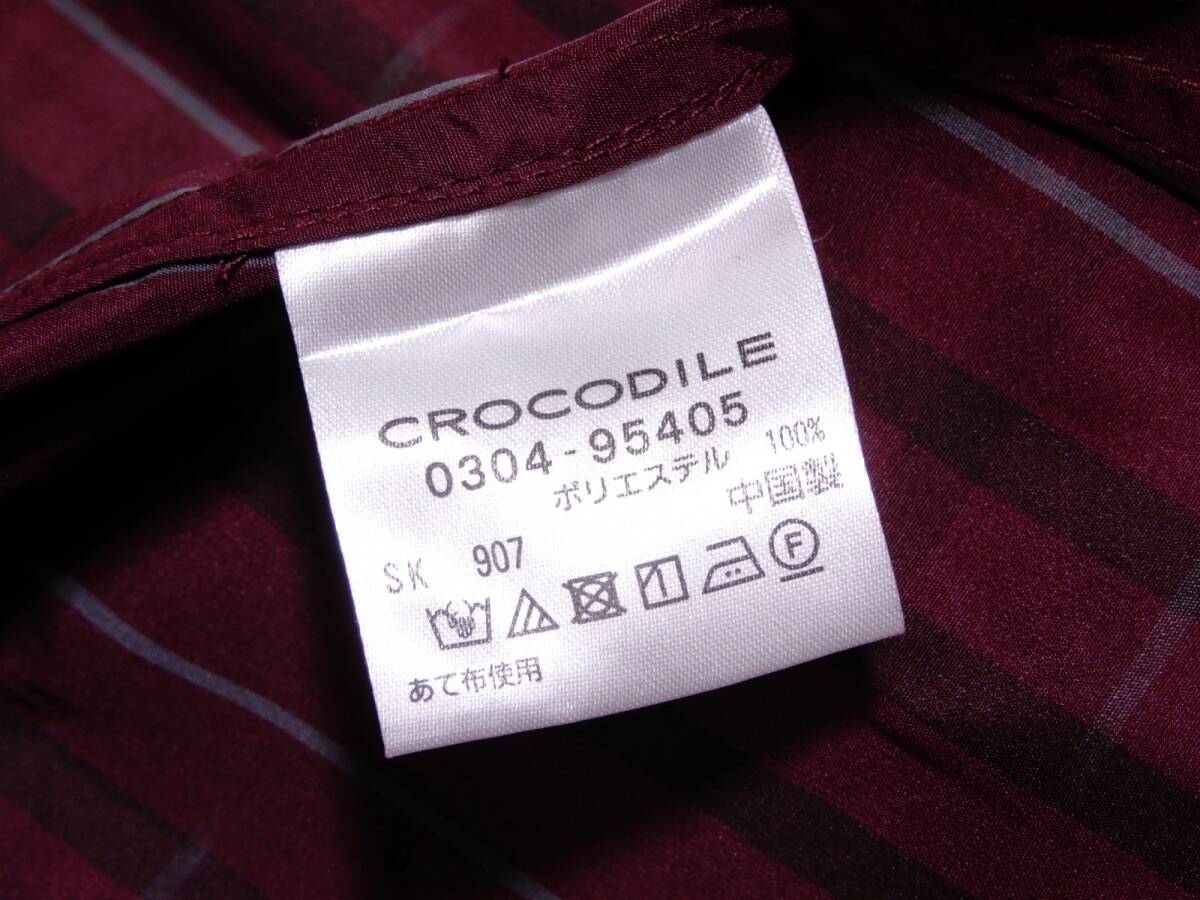 CROCODILE
0304-95405
ポリエステル 100%
中国製
SK 907
F
あて布使用